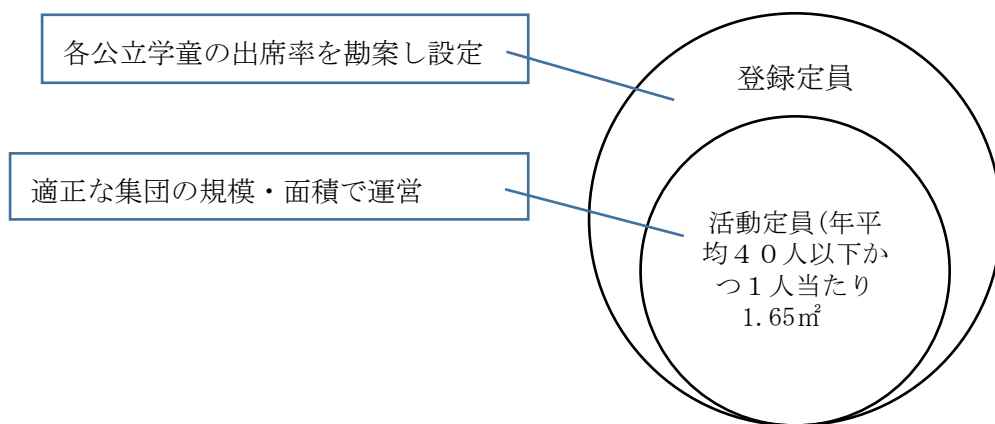 各公立学童の出席率を勘案し設定
登録定員
適正な集団の規模・面積で運営
活動定員(年平
均４０人以下か
つ１人当たり
1.65㎡